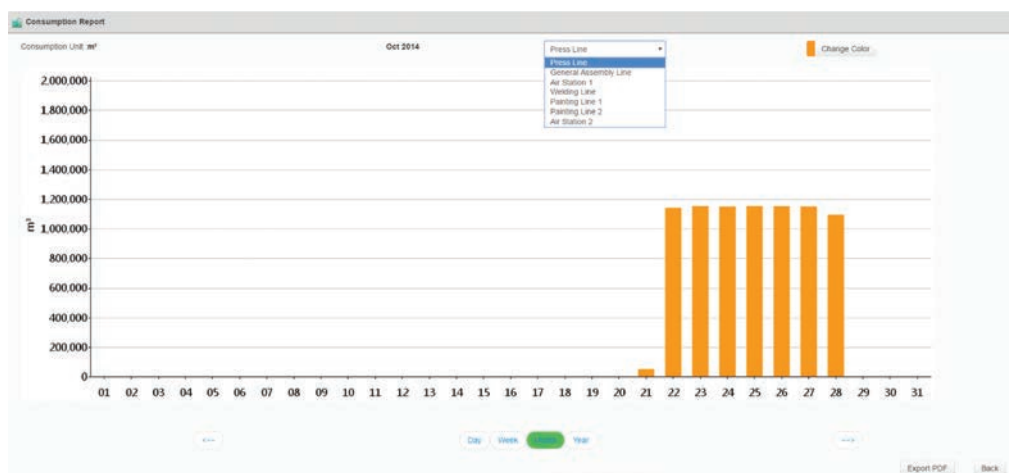 Consumption Report
Consumption Unit: m³ Oct 2014 Press Line Change Color
Press Line
General Assembly Line
Air Station 1
Welding Line
Painting Line 1
Painting Line 2
Air Station 2
2,000,000
1,800,000
1,600,000
1,400,000
1,200,000
1,000,000
800,000
600,000
400,000
200,000
0
m³
01 02 03 04 05 06 07 08 09 10 11 12 13 14 15 16 17 18 19 20 21 22 23 24 25 26 27 28 29 30 31
<--- Day Week Month Year --->
Export PDF Back